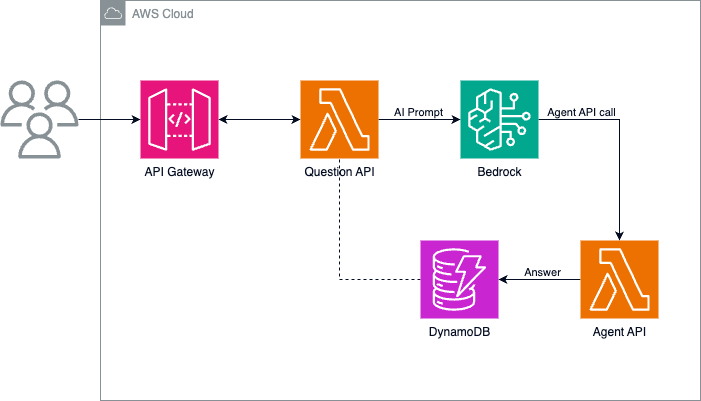 AWS Cloud
AI Prompt
Agent API call
API Gateway
Question API
Bedrock
Answer
DynamoDB
Agent API